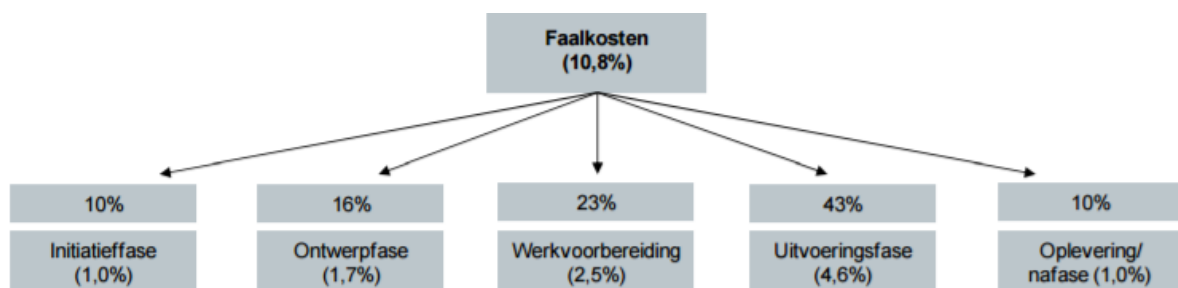 Faalkosten
(10,8%)
10%
16%
23%
43%
10%
Initiatieffase
(1,0%)
Ontwerpfase
(1,7%)
Werkvoorbereiding
(2,5%)
Uitvoeringsfase
(4,6%)
Oplevering/
nafase (1,0%)